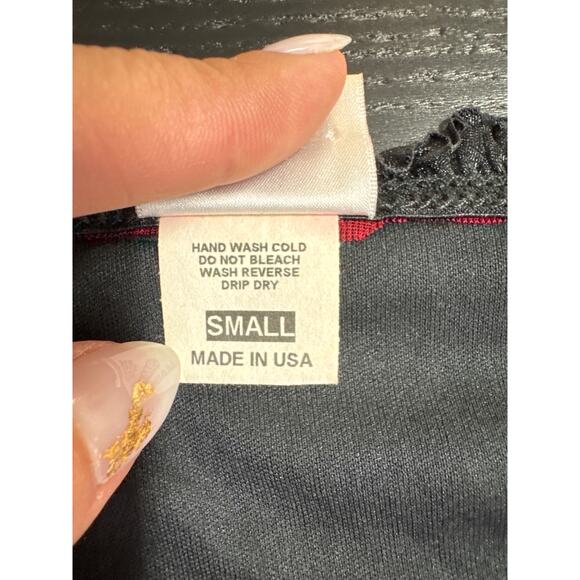 HAND WASH COLD
DO NOT BLEACH
WASH REVERSE
DRIP DRY
SMALL
MADE IN USA